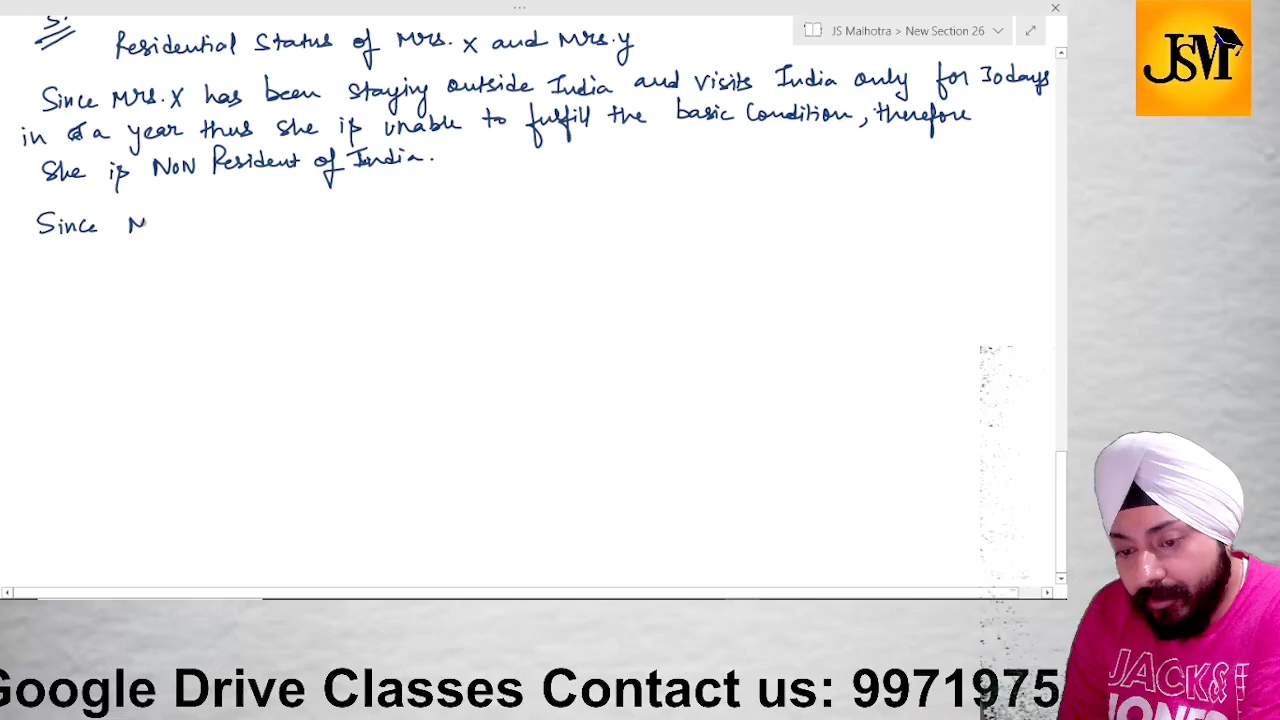 JS Malhotra > New Section 26
JSM
S.
Residential Status of Mrs. X and Mrs. y
Since Mrs. X has been staying outside India and visits India only for 30 days
in a year thus she is unable to fulfill the basic Condition, therefore
She is NON Resident of India.
Since M
Google Drive Classes Contact us: 9971975
JACK&
JONES